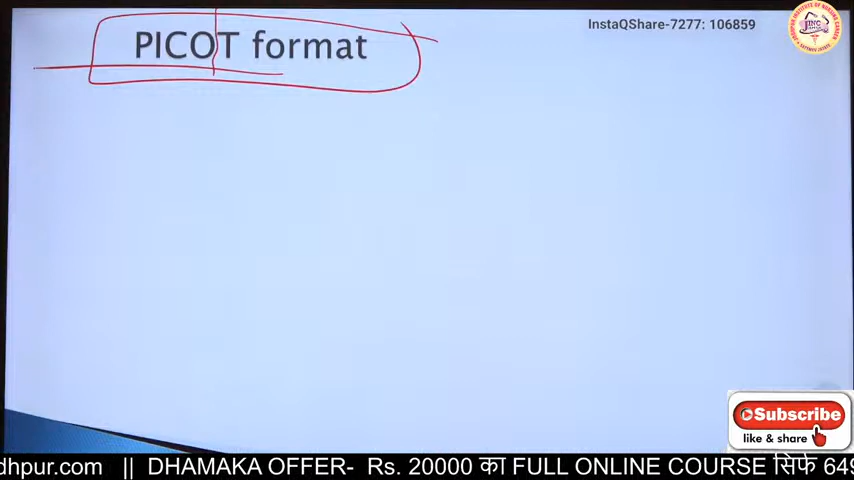 InstaQShare-7277: 106859
PICOT format
Subscribe
like & share
dhpur.com || DHAMAKA OFFER- Rs. 20000 का FULL ONLINE COURSE सिर्फ 649